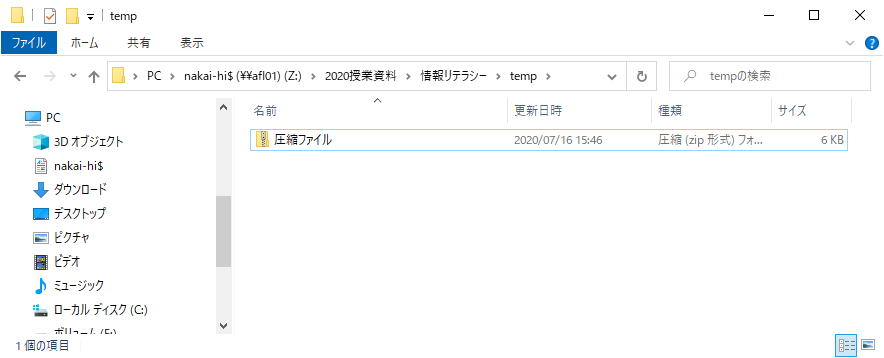 temp
ファイル ホーム 共有 表示
PC nakai-hi$ (¥¥afl01) (Z:) 2020授業資料 情報リテラシー temp tempの検索
名前 更新日時 種類 サイズ
圧縮ファイル 2020/07/16 15:46 圧縮 (zip 形式) フォ... 6 KB
PC
3D オブジェクト
nakai-hi$
ダウンロード
デスクトップ
ピクチャ
ビデオ
ミュージック
ローカル ディスク (C:)
ボリューム (E:)
1 個の項目